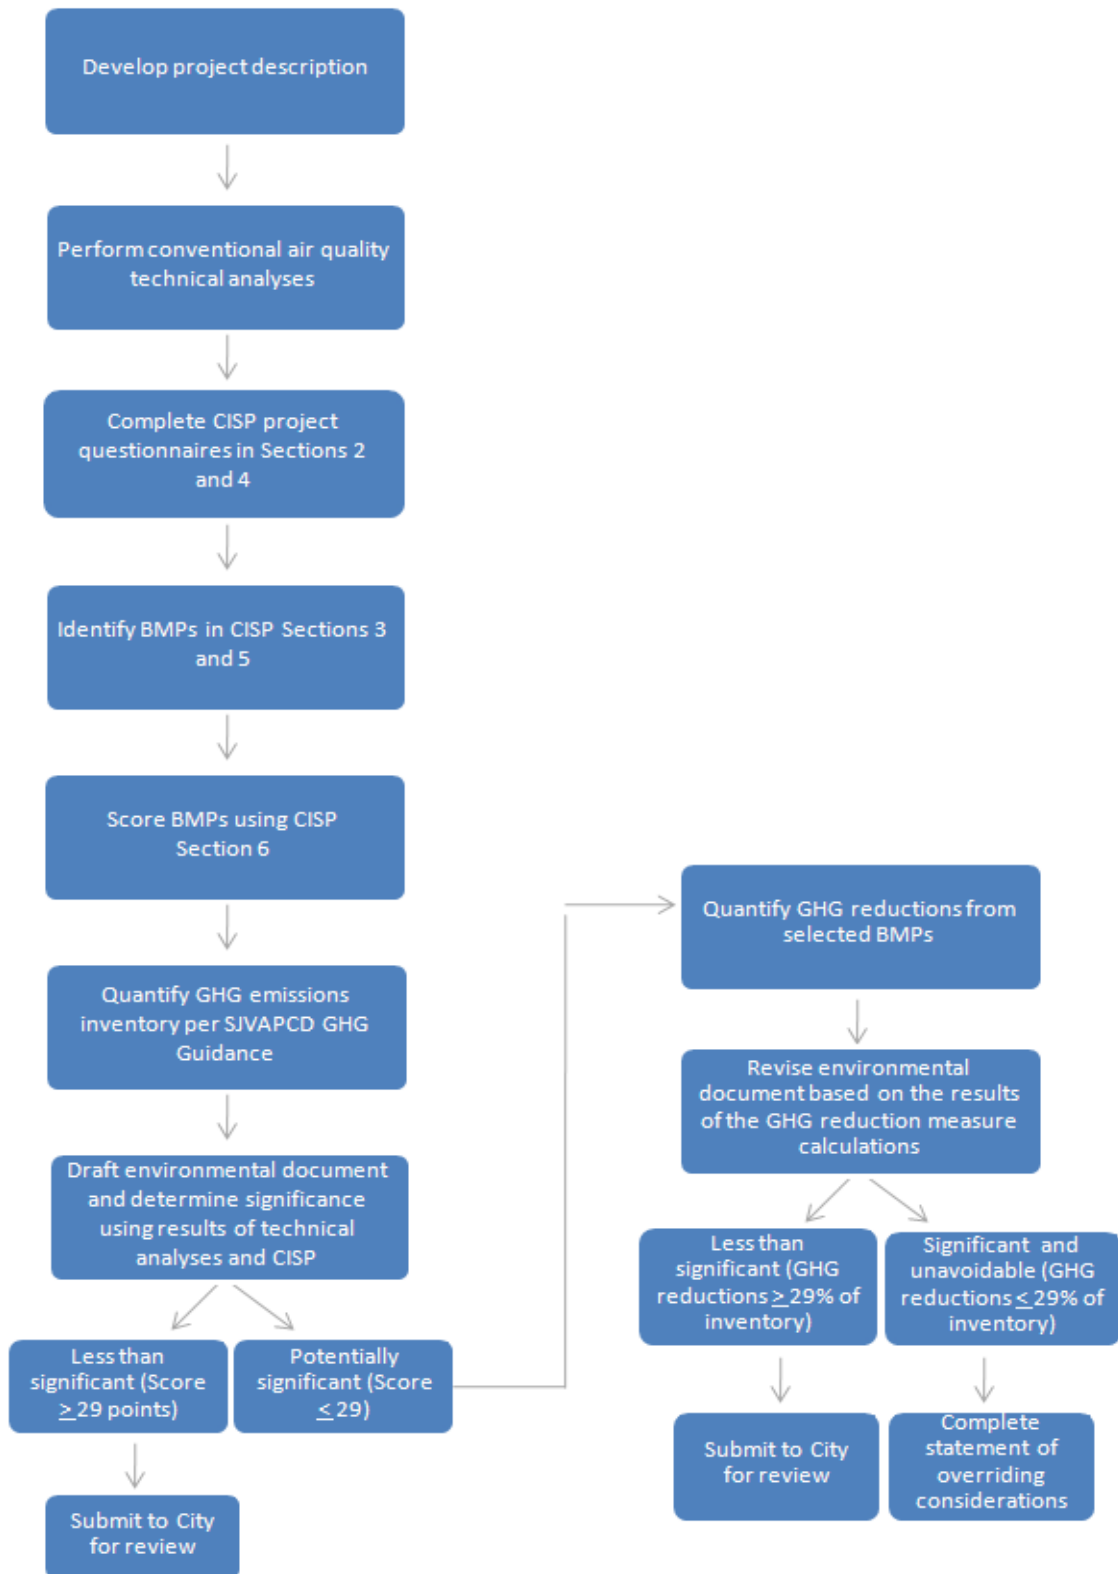 Develop project description
Perform conventional air quality
technical analyses
Complete CISP project
questionnaires in Sections 2
and 4
Identify BMPs in CISP Sections 3
and 5
Score BMPs using CISP
Section 6
Quantify GHG emissions
inventory per SJVAPCD GHG
Guidance
Draft environmental document
and determine significance
using results of technical
analyses and CISP
Less than
significant (Score
≥ 29 points)
Potentially
significant (Score
≤ 29)
Submit to City
for review
Quantify GHG reductions from
selected BMPs
Revise environmental
document based on the results
of the GHG reduction measure
calculations
Less than
significant (GHG
reductions ≥ 29% of
inventory)
Significant and
unavoidable (GHG
reductions ≤ 29% of
inventory)
Submit to City
for review
Complete
statement of
overriding
considerations